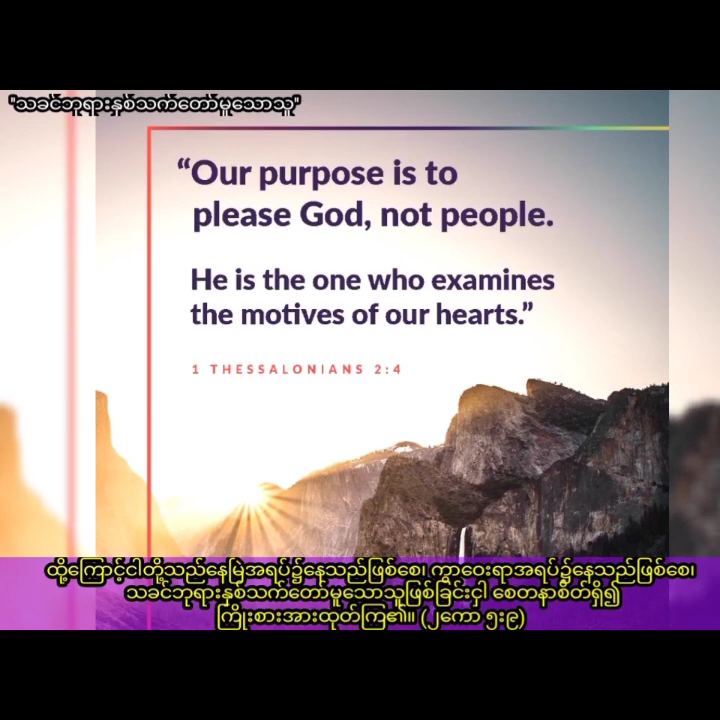 "သခင်ဘုရားနှစ်သက်တော်မူသောသူ"
“Our purpose is to
please God, not people.
He is the one who examines
the motives of our hearts.”
1 THESSALONIANS 2:4
ထို့ကြောင့်ငါတို့သည်နေမြဲအရပ်၌နေသည်ဖြစ်စေ၊ ကွာဝေးရာအရပ်၌နေသည်ဖြစ်စေ၊
သခင်ဘုရားနှစ်သက်တော်မူသောသူဖြစ်ခြင်းငှါ စေတနာစိတ်ရှိ၍
ကြိုးစားအားထုတ်ကြ၏။ (၂ကော ၅း၉)